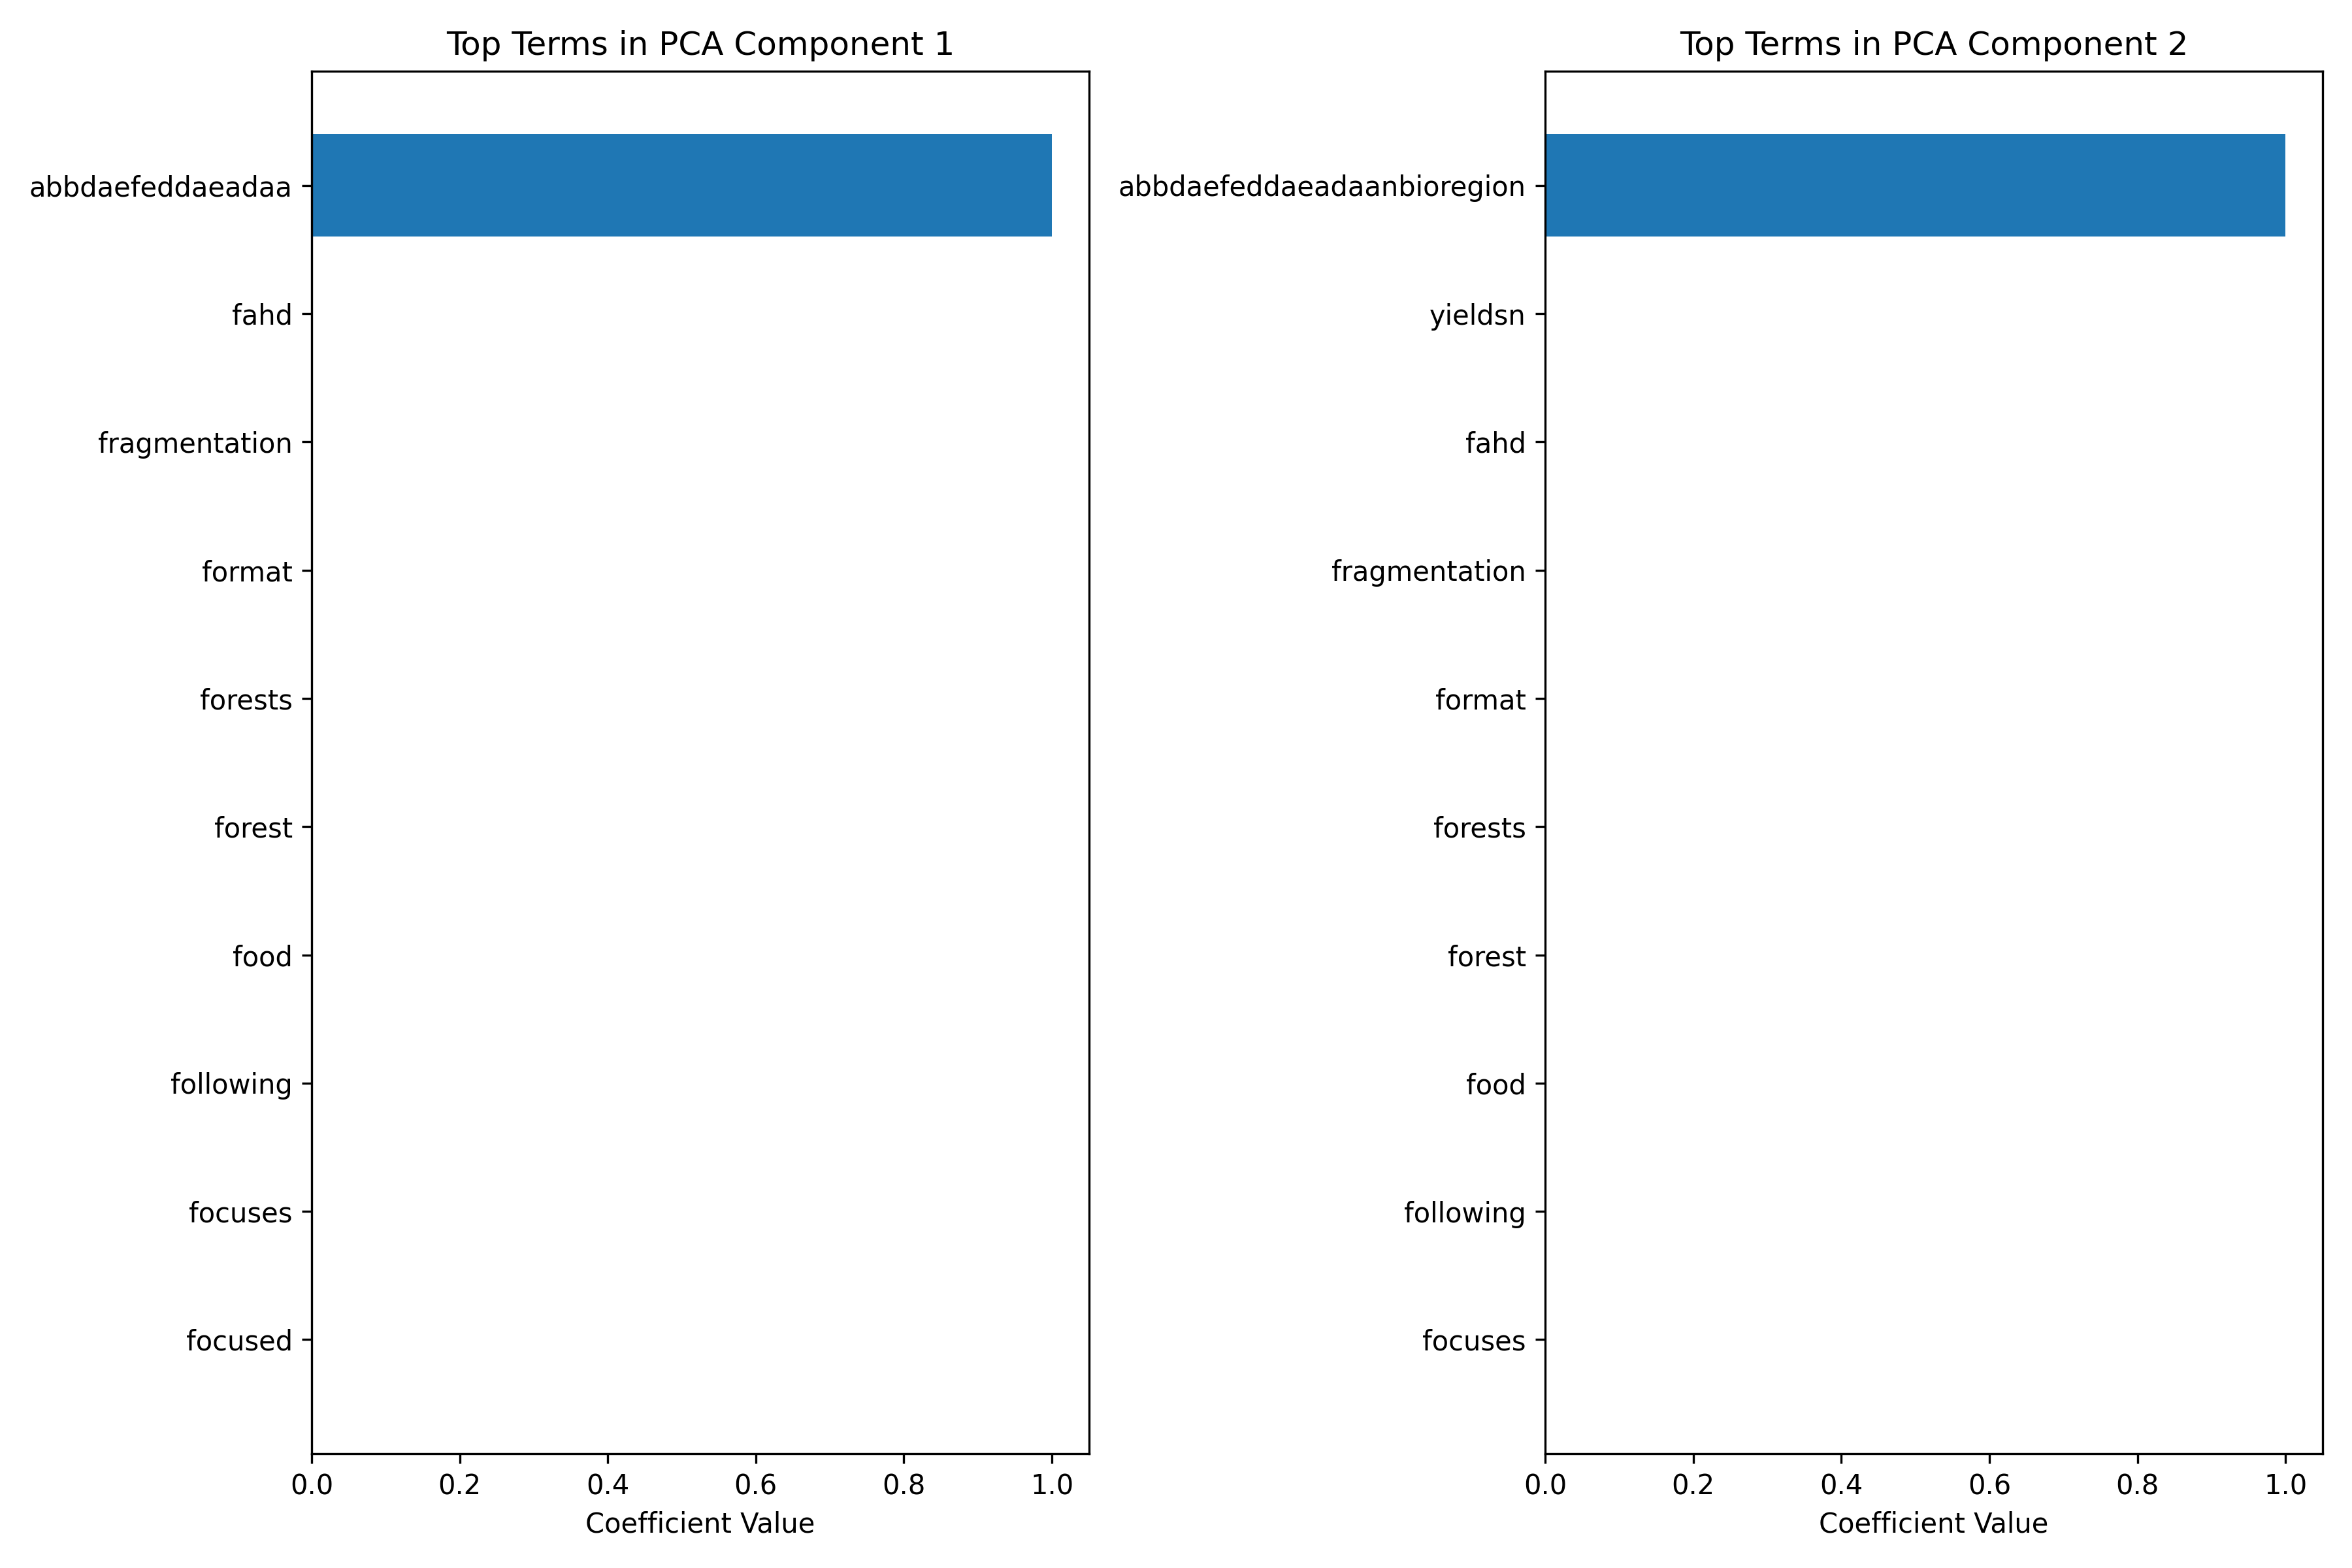 Top Terms in PCA Component 1
abbdaefeddaeadaa
fahd
fragmentation
format
forests
forest
food
following
focuses
focused
0.0 0.2 0.4 0.6 0.8 1.0
Coefficient Value
Top Terms in PCA Component 2
abbdaefeddaeadaanbioregion
yieldsn
fahd
fragmentation
format
forests
forest
food
following
focuses
0.0 0.2 0.4 0.6 0.8 1.0
Coefficient Value